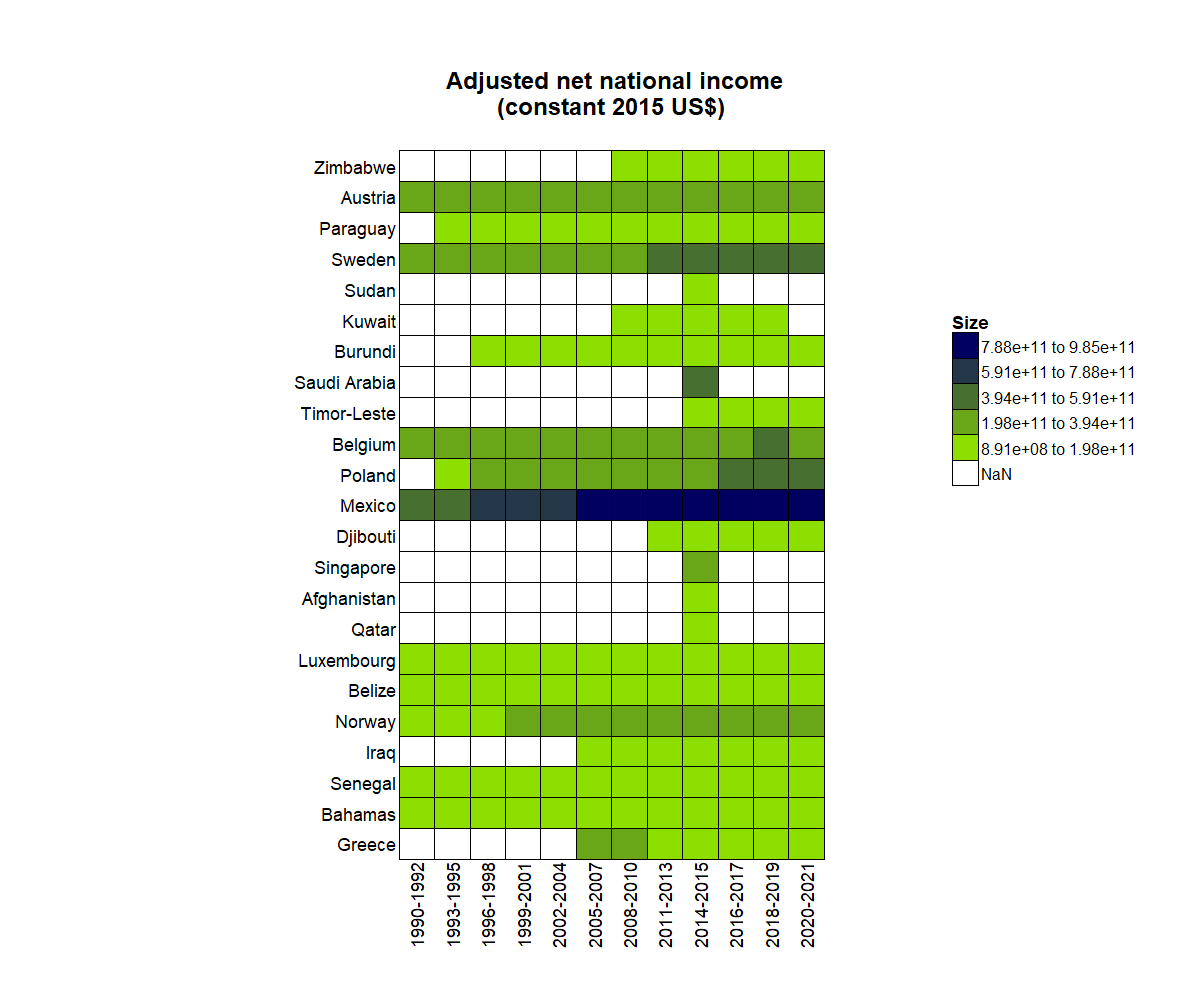 Adjusted net national income
(constant 2015 US$)
Zimbabwe
Austria
Paraguay
Sweden
Sudan
Kuwait
Burundi
Saudi Arabia
Timor-Leste
Belgium
Poland
Mexico
Djibouti
Singapore
Afghanistan
Qatar
Luxembourg
Belize
Norway
Iraq
Senegal
Bahamas
Greece
1990-1992
1993-1995
1996-1998
1999-2001
2002-2004
2005-2007
2008-2010
2011-2013
2014-2015
2016-2017
2018-2019
2020-2021
Size
7.88e+11 to 9.85e+11
5.91e+11 to 7.88e+11
3.94e+11 to 5.91e+11
1.98e+11 to 3.94e+11
8.91e+08 to 1.98e+11
NaN